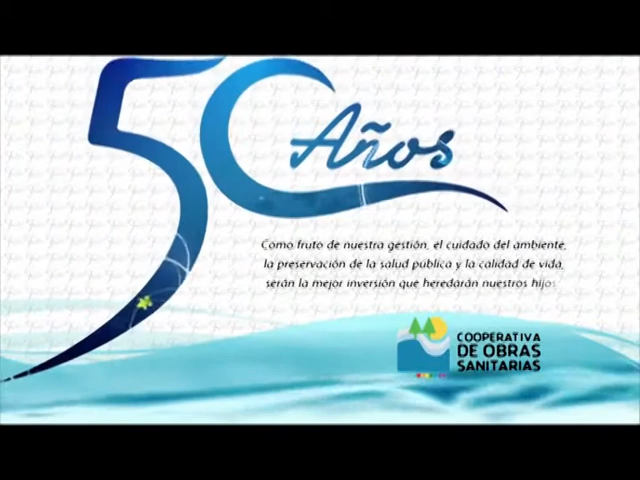 50 Años
Como fruto de nuestra gestión, el cuidado del ambiente,
la preservación de la salud pública y la calidad de vida,
serán la mejor inversión que heredarán nuestros hijos
COOPERATIVA
DE OBRAS
SANITARIAS